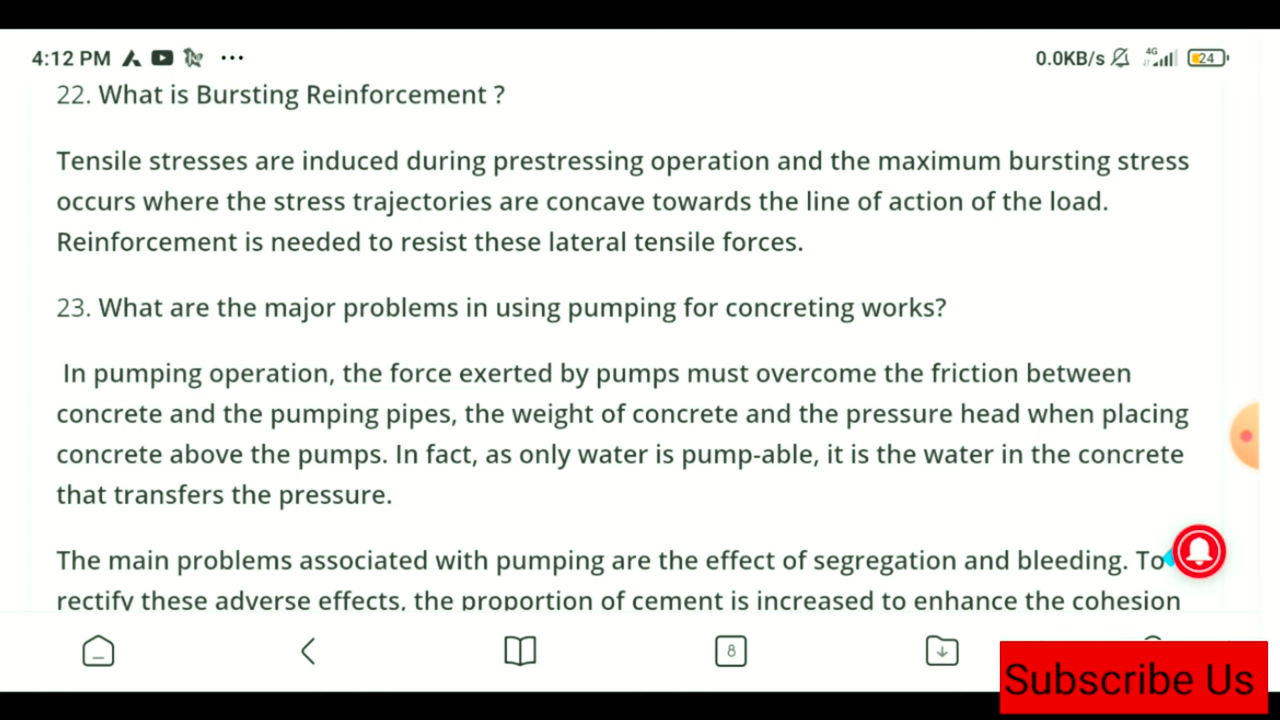 4:12 PM ... 0.0KB/s 4G 24
22. What is Bursting Reinforcement ?
Tensile stresses are induced during prestressing operation and the maximum bursting stress
occurs where the stress trajectories are concave towards the line of action of the load.
Reinforcement is needed to resist these lateral tensile forces.
23. What are the major problems in using pumping for concreting works?
In pumping operation, the force exerted by pumps must overcome the friction between
concrete and the pumping pipes, the weight of concrete and the pressure head when placing
concrete above the pumps. In fact, as only water is pump-able, it is the water in the concrete
that transfers the pressure.
The main problems associated with pumping are the effect of segregation and bleeding. To
rectify these adverse effects, the proportion of cement is increased to enhance the cohesion
8
Subscribe Us